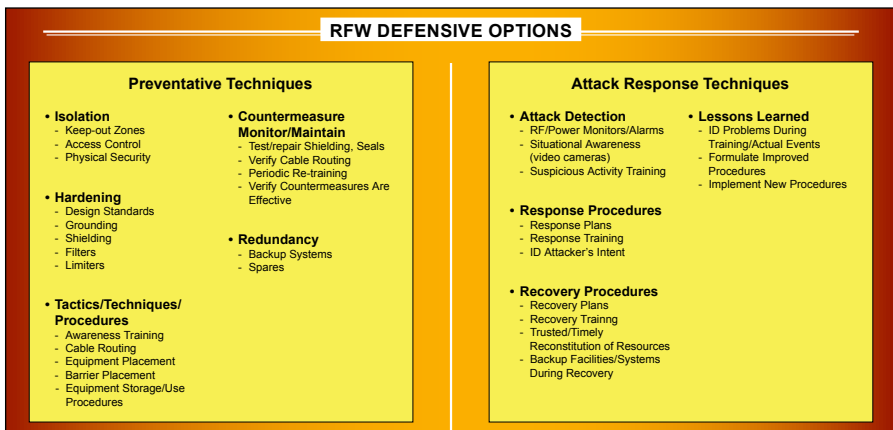 RFW DEFENSIVE OPTIONS
Preventative Techniques
• Isolation
- Keep-out Zones
- Access Control
- Physical Security
• Hardening
- Design Standards
- Grounding
- Shielding
- Filters
- Limiters
• Tactics/Techniques/
Procedures
- Awareness Training
- Cable Routing
- Equipment Placement
- Barrier Placement
- Equipment Storage/Use
Procedures
• Countermeasure
Monitor/Maintain
- Test/repair Shielding, Seals
- Verify Cable Routing
- Periodic Re-training
- Verify Countermeasures Are
Effective
• Redundancy
- Backup Systems
- Spares
Attack Response Techniques
• Attack Detection
- RF/Power Monitors/Alarms
- Situational Awareness
(video cameras)
- Suspicious Activity Training
• Response Procedures
- Response Plans
- Response Training
- ID Attacker's Intent
• Recovery Procedures
- Recovery Plans
- Recovery Trainng
- Trusted/Timely
Reconstitution of Resources
- Backup Facilities/Systems
During Recovery
• Lessons Learned
- ID Problems During
Training/Actual Events
- Formulate Improved
Procedures
- Implement New Procedures